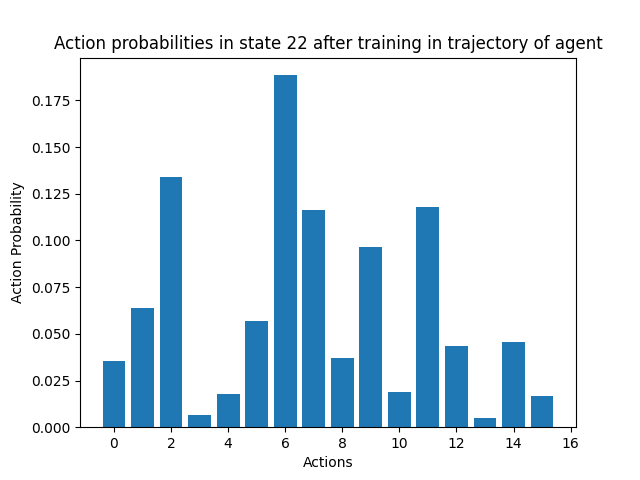 Action probabilities in state 22 after training in trajectory of agent
0.175
0.150
0.125
0.100
0.075
0.050
0.025
0.000
Action Probability
0 2 4 6 8 10 12 14 16
Actions